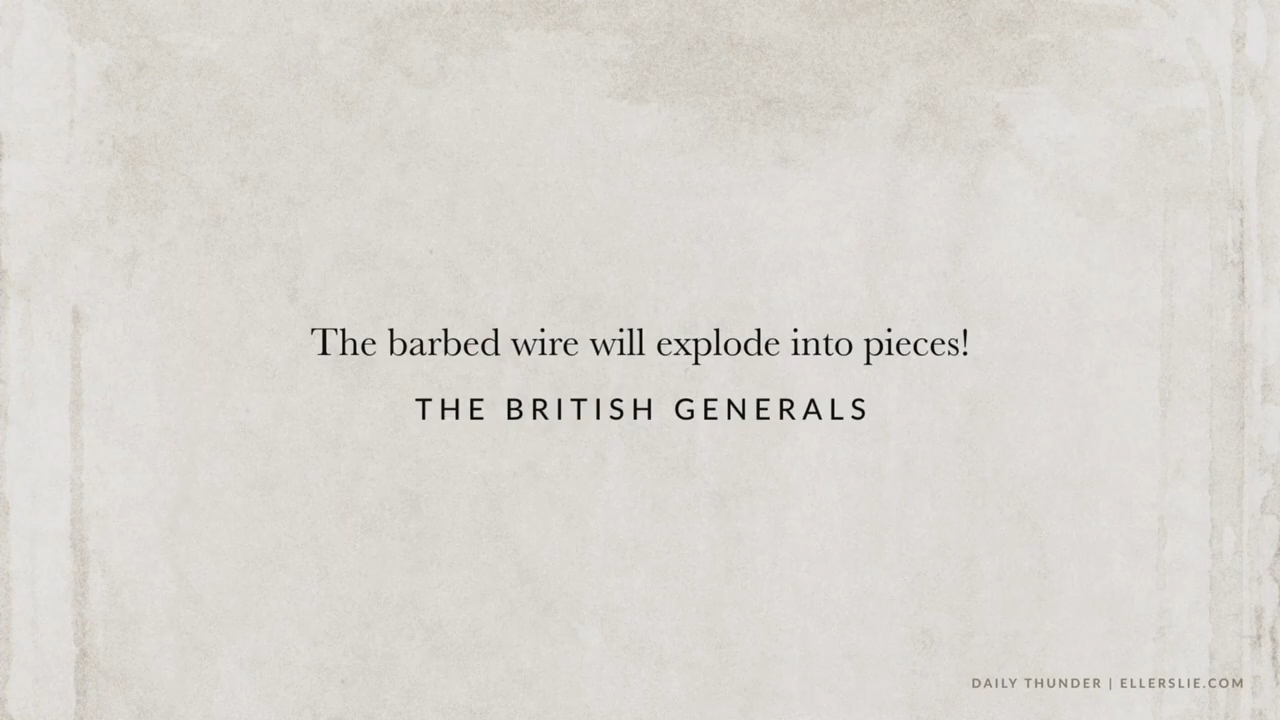 The barbed wire will explode into pieces!
THE BRITISH GENERALS
DAILY THUNDER | ELLERSLIE.COM